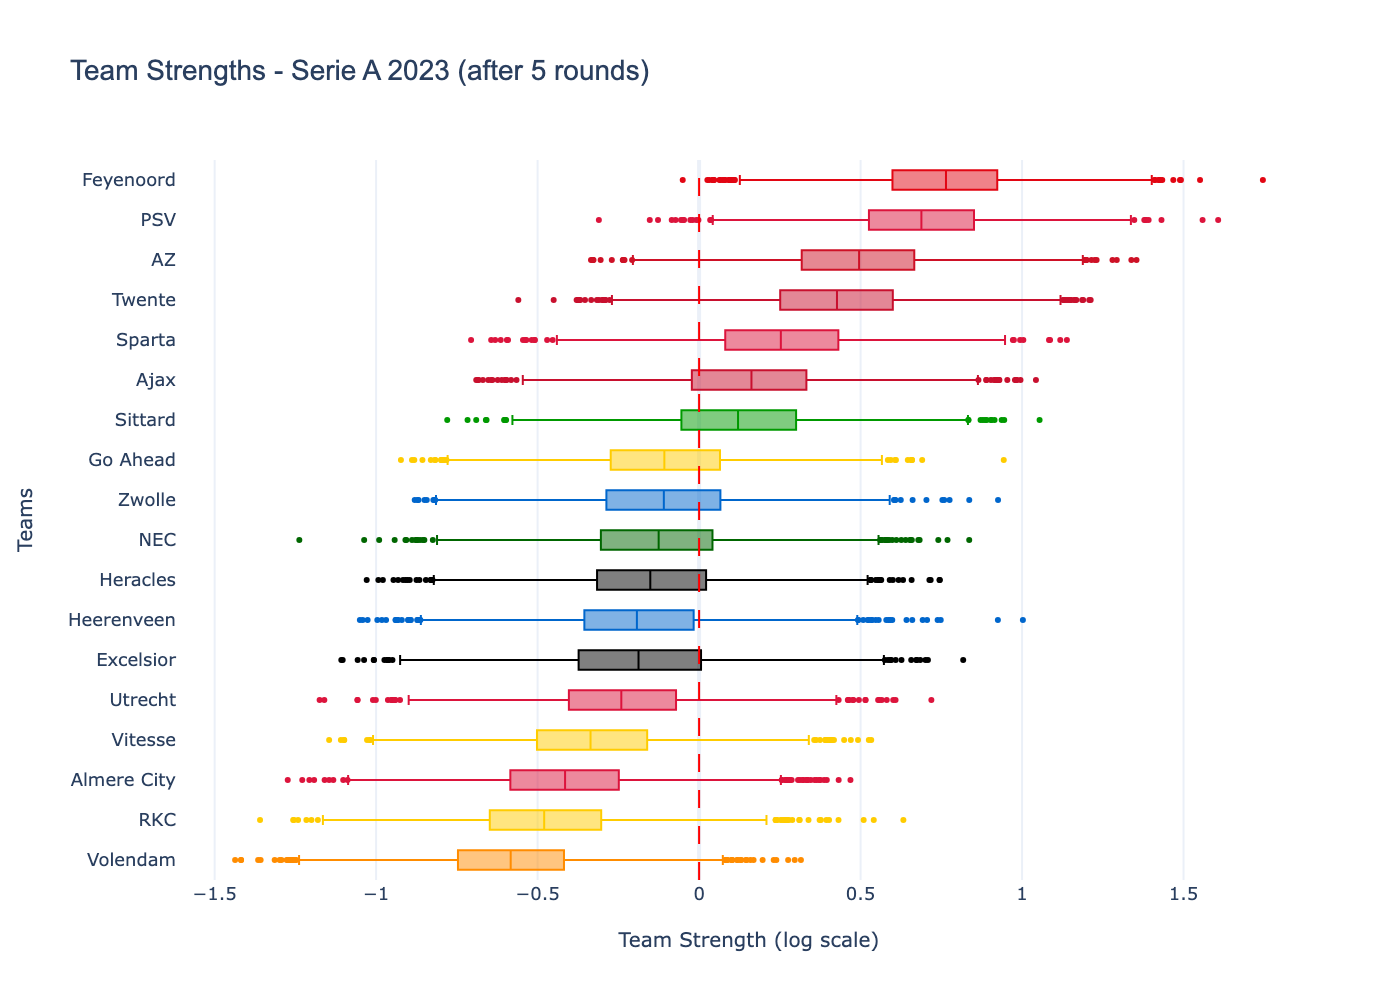 Team Strengths - Serie A 2023 (after 5 rounds)
Teams
Feyenoord
PSV
AZ
Twente
Sparta
Ajax
Sittard
Go Ahead
Zwolle
NEC
Heracles
Heerenveen
Excelsior
Utrecht
Vitesse
Almere City
RKC
Volendam
−1.5 −1 −0.5 0 0.5 1 1.5
Team Strength (log scale)